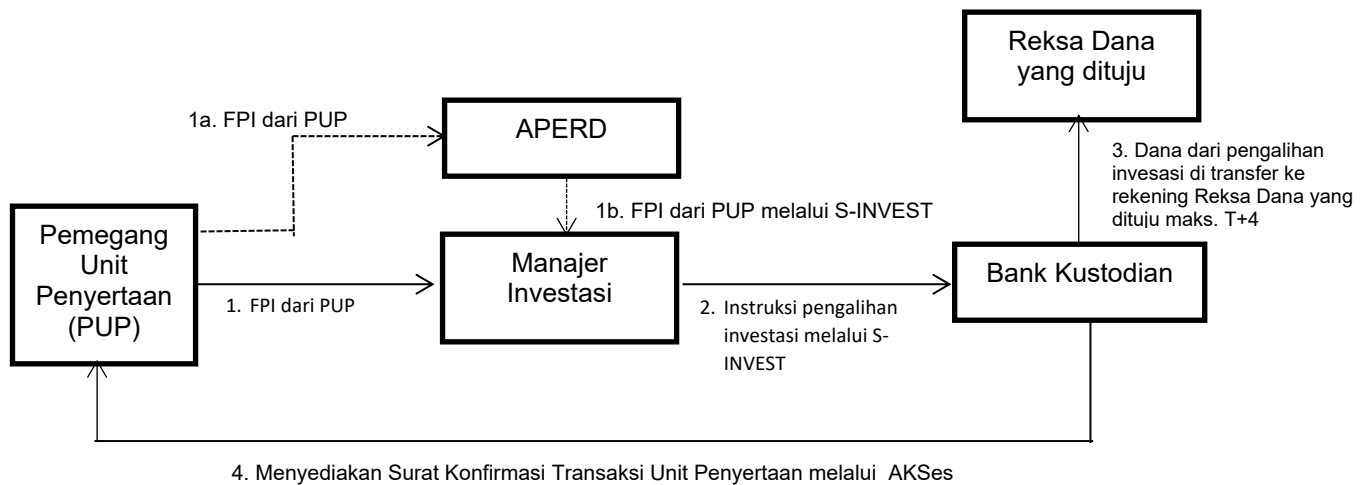 Reksa Dana
yang dituju
1a. FPI dari PUP
APERD
3. Dana dari pengalihan
invesasi di transfer ke
rekening Reksa Dana yang
dituju maks. T+4
1b. FPI dari PUP melalui S-INVEST
Pemegang
Unit
Penyertaan
(PUP)
Manajer
Investasi
Bank Kustodian
1. FPI dari PUP
2. Instruksi pengalihan
investasi melalui S-
INVEST
4. Menyediakan Surat Konfirmasi Transaksi Unit Penyertaan melalui AKSes